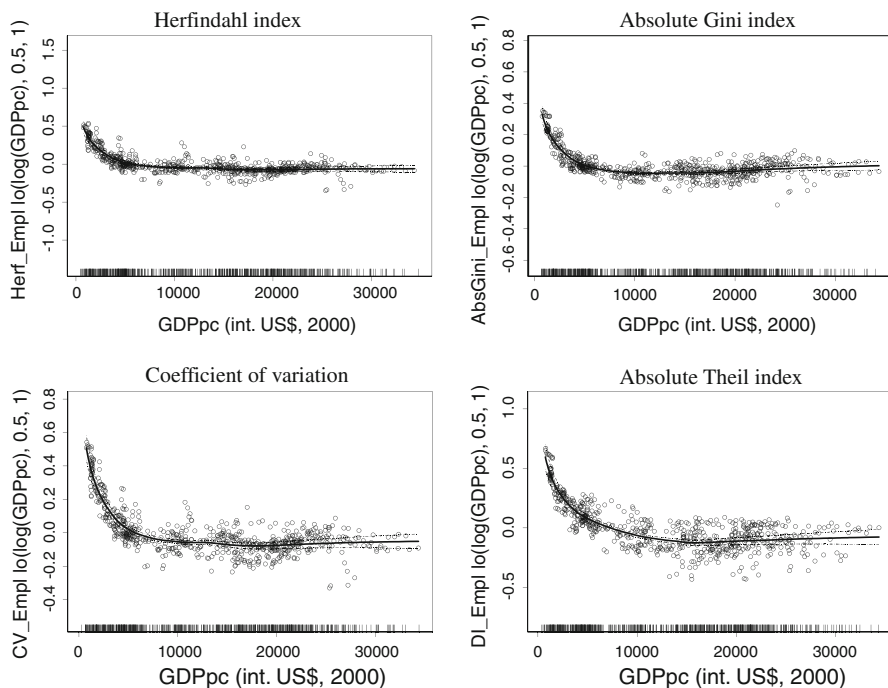 Herfindahl index
Herf_Empl lo(log(GDPpc), 0.5, 1)
1.5
1.0
0.5
0.0
-1.0
0 10000 20000 30000
GDPpc (int. US$, 2000)
Absolute Gini index
AbsGini_Empl lo(log(GDPpc), 0.5, 1)
0.8
0.6
0.4
0.2
0.0
-0.2
-0.6
0 10000 20000 30000
GDPpc (int. US$, 2000)
Coefficient of variation
CV_Empl lo(log(GDPpc), 0.5, 1)
0.8
0.6
0.4
0.2
0.0
-0.4
0 10000 20000 30000
GDPpc (int. US$, 2000)
Absolute Theil index
DI_Empl lo(log(GDPpc), 0.5, 1)
1.0
0.5
0.0
-0.5
0 10000 20000 30000
GDPpc (int. US$, 2000)